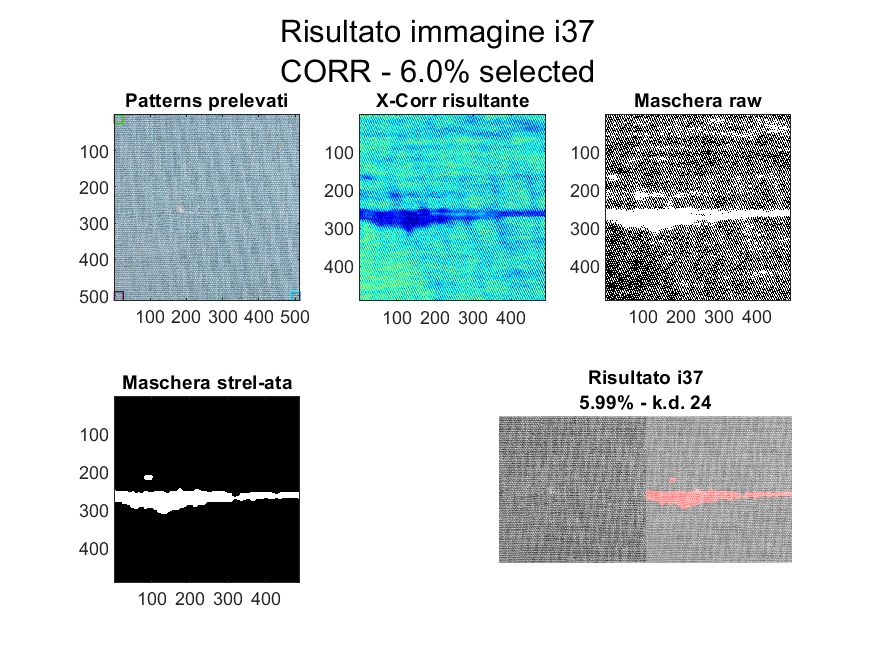 Risultato immagine i37
CORR - 6.0% selected
Patterns prelevati
100
200
300
400
500
100 200 300 400 500
X-Corr risultante
100
200
300
400
100 200 300 400
Maschera raw
100
200
300
400
100 200 300 400
Maschera strel-ata
100
200
300
400
100 200 300 400
Risultato i37
5.99% - k.d. 24